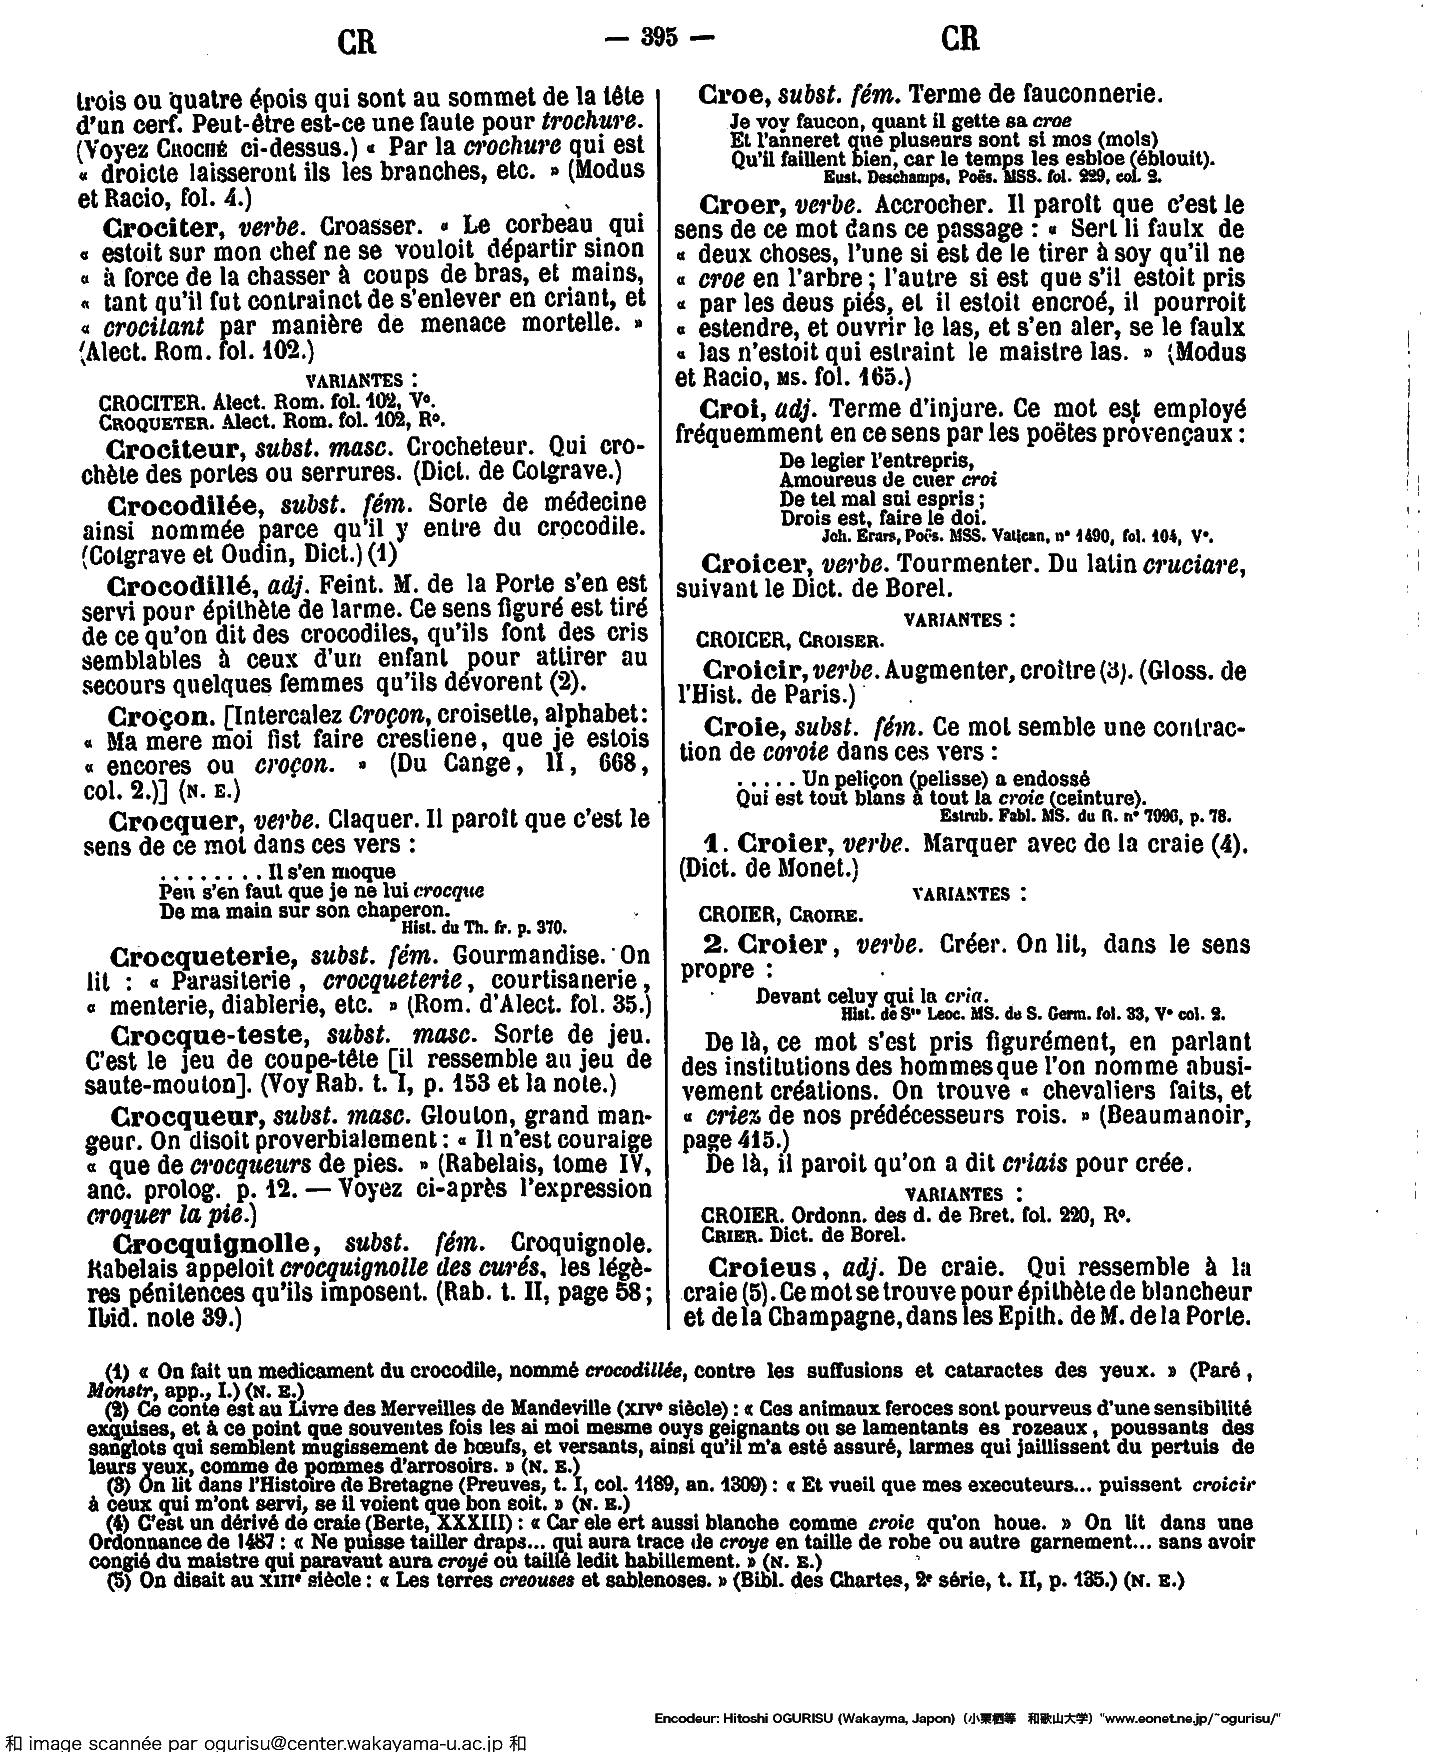 CR — 395 — CR
trois ou quatre épois qui sont au sommet de la tête
d'un cerf. Peut-être est-ce une faute pour trochure.
(Voyez CROCHÉ ci-dessus.) « Par la crochure qui est
« droicte laisseront ils les branches, etc. » (Modus
et Racio, fol. 4.)
Crociter, verbe. Croasser. « Le corbeau qui
« estoit sur mon chef ne se vouloit départir sinon
« à force de la chasser à coups de bras, et mains,
« tant qu'il fut contrainct de s'enlever en criant, et
« crocitant par manière de menace mortelle. »
(Alect. Rom. fol. 102.)
VARIANTES :
CROCITER. Alect. Rom. fol. 102, V°.
CROQUETER. Alect. Rom. fol. 102, R°.
Crociteur, subst. masc. Crocheteur. Qui cro-
chète des portes ou serrures. (Dict. de Cotgrave.)
Crocodilée, subst. fém. Sorte de médecine
ainsi nommée parce qu'il y entre du crocodile.
(Cotgrave et Oudin, Dict.) (1)
Crocodillé, adj. Feint. M. de la Porte s'en est
servi pour épithète de larme. Ce sens figuré est tiré
de ce qu'on dit des crocodiles, qu'ils font des cris
semblables à ceux d'un enfant pour attirer au
secours quelques femmes qu'ils dévorent (2).
Croçon. [Intercalez Croçon, croisette, alphabet:
« Ma mere moi fist faire crestiene, que je estois
« encores ou croçon. » (Du Cange, II, 668,
col. 2.)] (N. E.)
Crocquer, verbe. Claquer. Il paroît que c'est le
sens de ce mot dans ces vers :
. . . . . . . . Il s'en moque
Peu s'en faut que je ne lui crocque
De ma main sur son chaperon.
Hist. du Th. fr. p. 370.
Crocqueterie, subst. fém. Gourmandise. On
lit : « Parasiterie, crocqueterie, courtisanerie,
« menterie, diablerie, etc. » (Rom. d'Alect. fol. 35.)
Crocque-teste, subst. masc. Sorte de jeu.
C'est le jeu de coupe-tête [il ressemble au jeu de
saute-mouton]. (Voy Rab. t. I, p. 153 et la note.)
Crocqueur, subst. masc. Glouton, grand man-
geur. On disoit proverbialement : « Il n'est couraige
« que de crocqueurs de pies. » (Rabelais, tome IV,
anc. prolog. p. 12. — Voyez ci-après l'expression
croquer la pie.)
Crocquignolle, subst. fém. Croquignole.
Rabelais appeloit crocquignolle des curés, les légè-
res pénitences qu'ils imposent. (Rab. t. II, page 58;
Ibid. note 39.)
Croe, subst. fém. Terme de fauconnerie.
Je voy faucon, quant il gette sa croe
Et l'anneret que pluseurs sont si mos (mols)
Qu'il faillent bien, car le temps les esbloe (éblouit).
Eust. Deschamps, Poës. MSS. fol. 229, col. 2.
Croer, verbe. Accrocher. Il paroît que c'est le
sens de ce mot dans ce passage : « Sert li faulx de
« deux choses, l'une si est de le tirer à soy qu'il ne
« croe en l'arbre ; l'autre si est que s'il estoit pris
« par les deus piés, et il estoit encroé, il pourroit
« estendre, et ouvrir le las, et s'en aler, se le faulx
« las n'estoit qui estraint le maistre las. » (Modus
et Racio, MS. fol. 165.)
Croi, adj. Terme d'injure. Ce mot est employé
fréquemment en ce sens par les poëtes provençaux :
De legier l'entrepris,
Amoureus de cuer croi
De tel mal sui espris ;
Drois est, faire le doi.
Joh. Erars, Poës. MSS. Vatican, n° 1490, fol. 104, V°.
Croicer, verbe. Tourmenter. Du latin cruciare,
suivant le Dict. de Borel.
VARIANTES :
CROICER, CROISER.
Croicir, verbe. Augmenter, croître (3). (Gloss. de
l'Hist. de Paris.)
Croie, subst. fém. Ce mot semble une contrac-
tion de coroie dans ces vers :
. . . . . Un peliçon (pelisse) a endossé
Qui est tout blans à tout la croie (ceinture).
Estrub. Fabl. MS. du R. n° 7996, p. 78.
1. Croier, verbe. Marquer avec de la craie (4).
(Dict. de Monet.)
VARIANTES :
CROIER, CROIRE.
2. Croier, verbe. Créer. On lit, dans le sens
propre :
Devant celuy qui la cria.
Hist. de Ste Leoc. MS. de S. Germ. fol. 33, V° col. 2.
De là, ce mot s'est pris figurément, en parlant
des institutions des hommes que l'on nomme abusi-
vement créations. On trouve « chevaliers faits, et
« criez de nos prédécesseurs rois. » (Beaumanoir,
page 415.)
De là, il paroit qu'on a dit criais pour crée.
VARIANTES :
CROIER. Ordonn. des d. de Bret. fol. 220, R°.
CRIER. Dict. de Borel.
Croieus, adj. De craie. Qui ressemble à la
craie (5). Ce mot se trouve pour épithète de blancheur
et de la Champagne, dans les Epith. de M. de la Porte.
(1) « On fait un medicament du crocodile, nommé crocodillée, contre les suffusions et cataractes des yeux. » (Paré,
Monstr, app., I.) (N. E.)
(2) Ce conte est au Livre des Merveilles de Mandeville (XIVe siècle) : « Ces animaux feroces sont pourveus d'une sensibilité
exquises, et à ce point que souventes fois les ai moi mesme ouys geignants ou se lamentants es rozeaux, poussants des
sanglots qui semblent mugissement de bœufs, et versants, ainsi qu'il m'a esté assuré, larmes qui jaillissent du pertuis de
leurs yeux, comme de pommes d'arrosoirs. » (N. E.)
(3) On lit dans l'Histoire de Bretagne (Preuves, t. I, col. 1189, an. 1309) : « Et vueil que mes executeurs... puissent croicir
à ceux qui m'ont servi, se il voient que bon soit. » (N. E.)
(4) C'est un dérivé de craie (Berte, XXXIII) : « Car ele ert aussi blanche comme croie qu'on houe. » On lit dans une
Ordonnance de 1487 : « Ne puisse tailler draps... qui aura trace de croye en taille de robe ou autre garnement... sans avoir
congié du maistre qui paravaut aura croyé ou taillé ledit habillement. » (N. E.)
(5) On disait au XIIIe siècle : « Les terres creouses et sablenoses. » (Bibl. des Chartes, 2e série, t. II, p. 135.) (N. E.)
Encodeur: Hitoshi OGURISU (Wakayma, Japon) (小栗栖等 和歌山大学) "www.eonet.ne.jp/~ogurisu/"
和 image scannée par ogurisu@center.wakayama-u.ac.jp 和